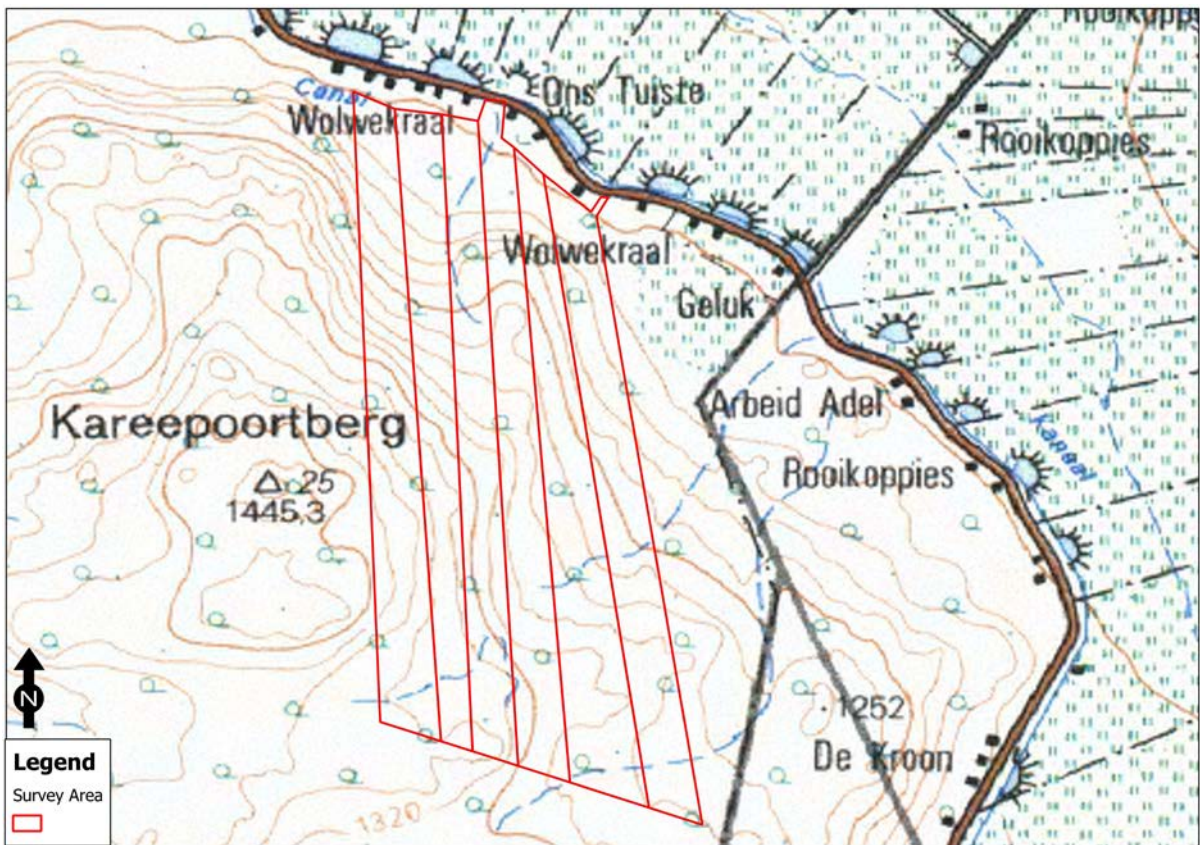 Rooikopps
Canal
Ons Tuiste
Wolwekraal
Rooikoppies
Wolwekraal
Geluk
Kareepoortberg
Arbeid Adel
25
1445,3
Rooikoppies
Kanaal
1252
De Kroon
1320
N
Legend
Survey Area